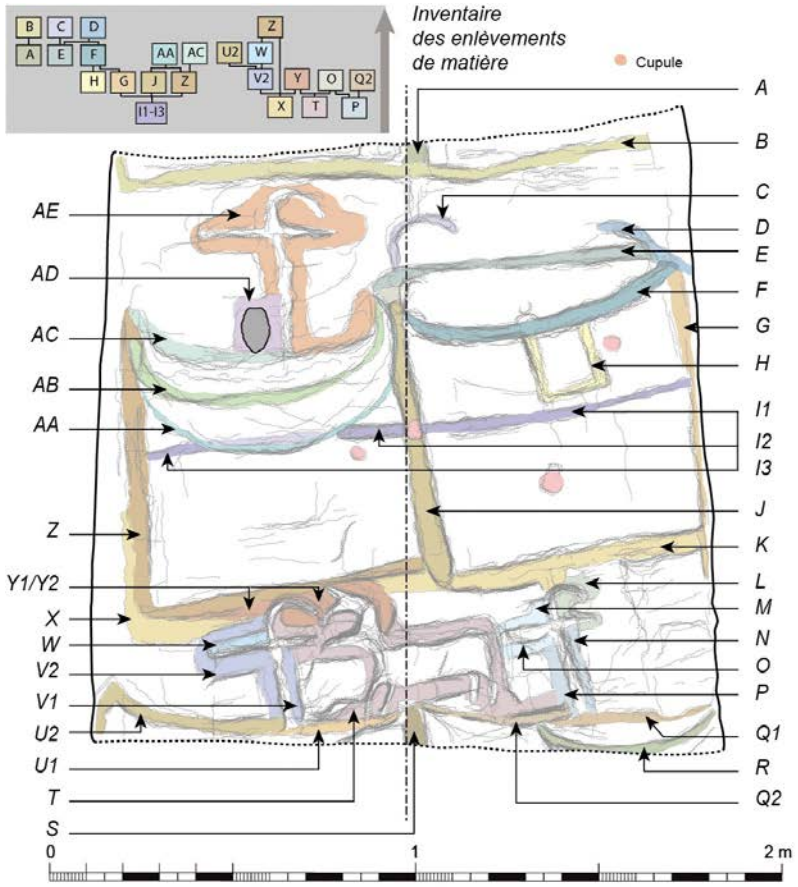 Inventaire
des enlèvements
de matière
Cupule
B C D Z
A E F AA AC U2 W
H G J Z V2 Y O Q2
I1-I3 X T P
A
B
C
D
E
F
G
H
I1
I2
I3
J
K
L
M
N
O
P
Q1
R
Q2
AE
AD
AC
AB
AA
Z
Y1/Y2
X
W
V2
V1
U2
U1
T
S
0 1 2 m